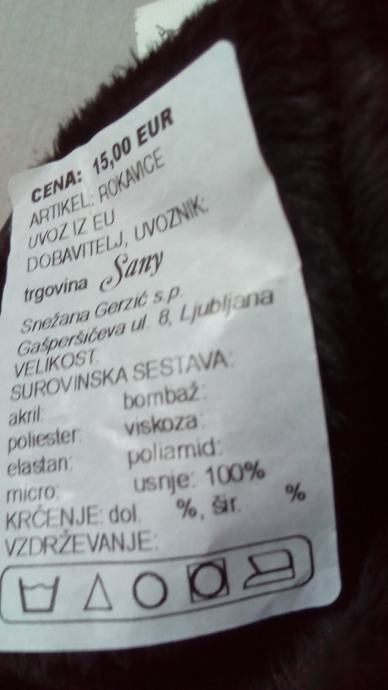 CENA: 15,00 EUR
ARTIKEL: ROKAVICE
UVOZ IZ EU
DOBAVITELJ, UVOZNIK:
trgovina Sany
Snežana Gerzić s.p.
Gašperšičeva ul. 8, Ljubljana
VELIKOST:
SUROVINSKA SESTAVA:
akril: bombaž:
poliester: viskoza:
elastan: poliamid:
micro: usnje: 100%
KRČENJE: dol. %, šir. %
VZDRŽEVANJE: